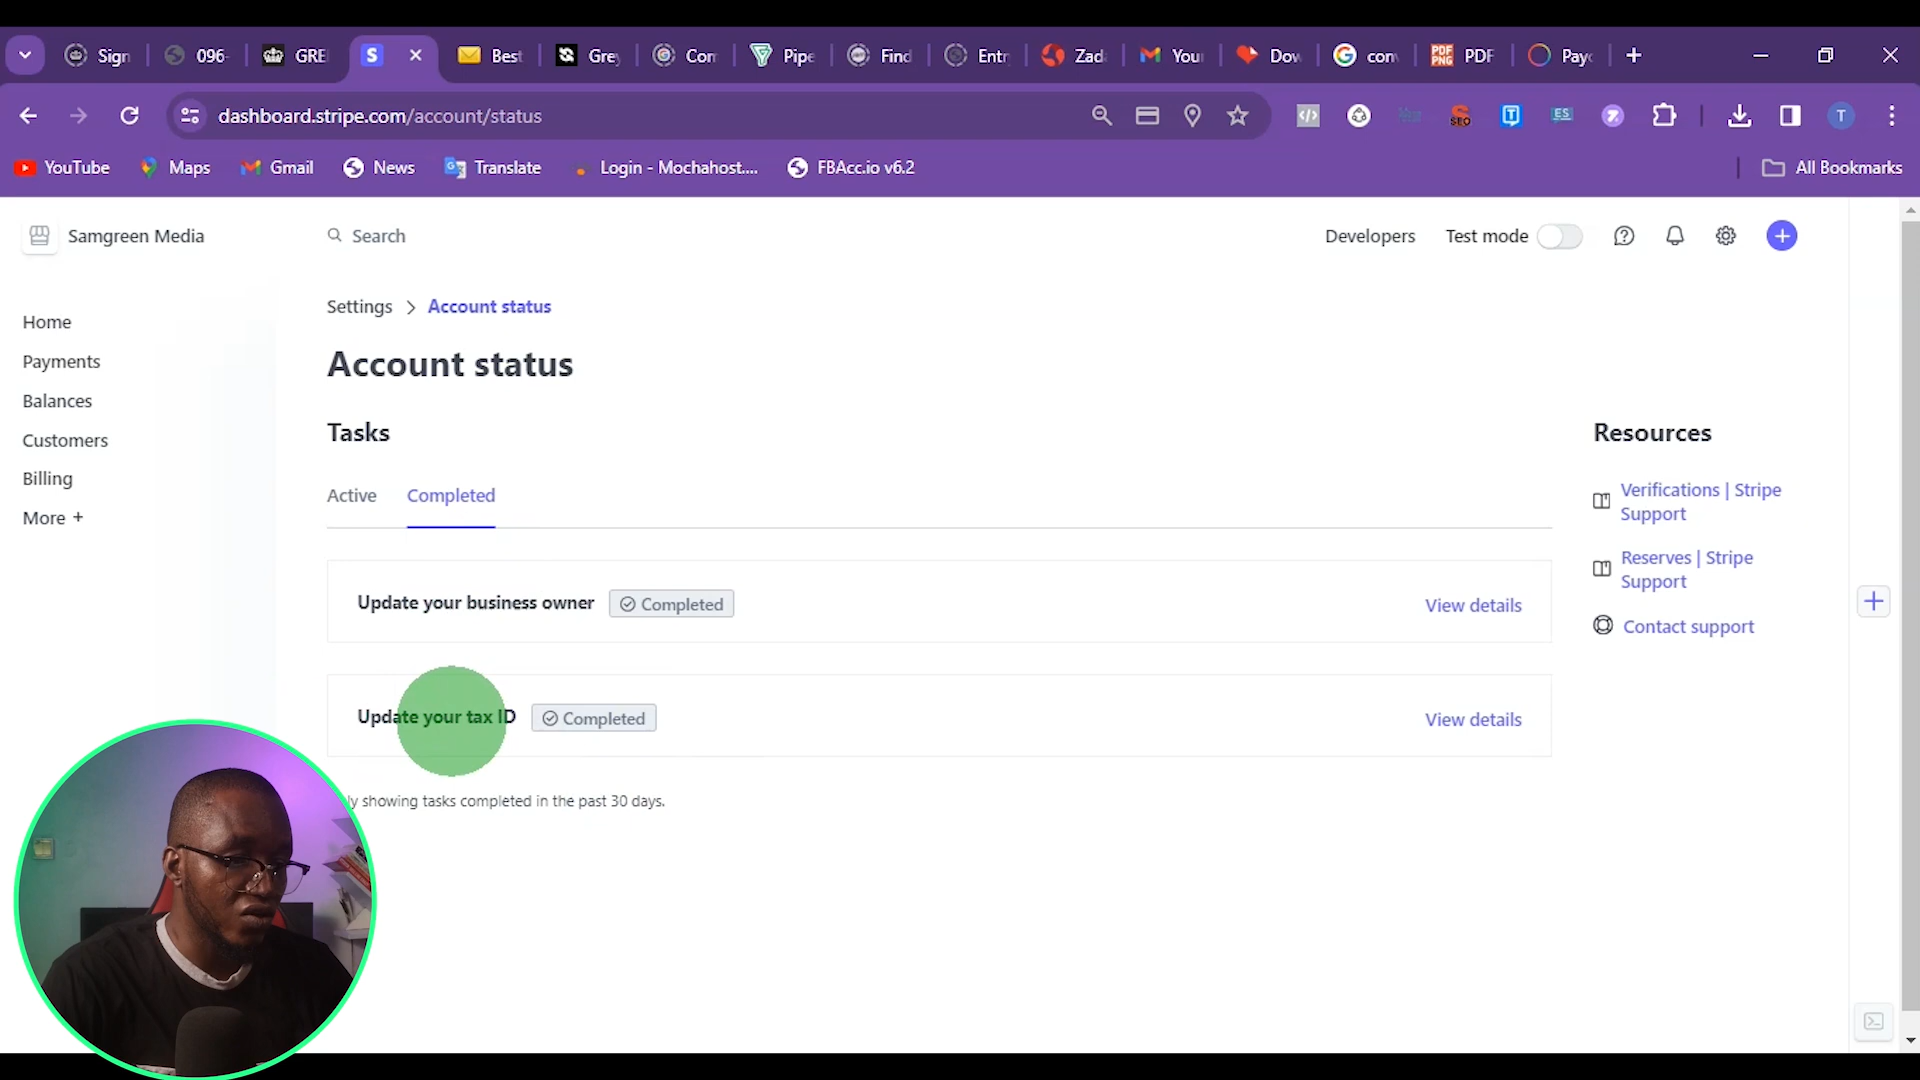 Sign
096-
GRE
Best
Grey
Con
Pipe
Find
Entr
Zad
You
Dow
con
PDF
Payo
dashboard.stripe.com/account/status
SEO
ES
T
YouTube
Maps
Gmail
News
Translate
Login - Mochahost....
FBAcc.io v6.2
All Bookmarks
Samgreen Media
Search
Developers
Test mode
Settings > Account status
Home
Payments
Balances
Customers
Billing
More +
Account status
Tasks
Active
Completed
Update your business owner
Completed
View details
Update your tax ID
Completed
View details
ly showing tasks completed in the past 30 days.
Resources
Verifications | Stripe
Support
Reserves | Stripe
Support
Contact support